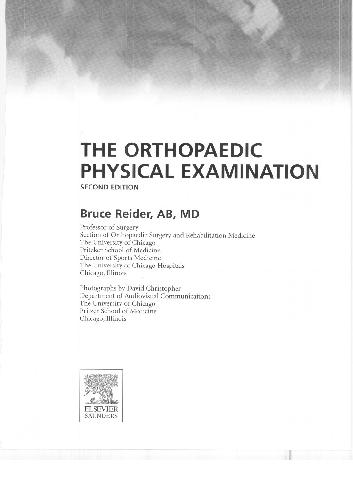 THE ORTHOPAEDIC
PHYSICAL EXAMINATION
SECOND EDITION
Bruce Reider, AB, MD
Professor of Surgery
Section of Orthopaedic Surgery and Rehabilitation Medicine
The University of Chicago
Pritzker School of Medicine
Director of Sports Medicine
The University of Chicago Hospitals
Chicago, Illinois
Photographs by David Christopher
Department of Audiovisual Communications
The University of Chicago
Pritzker School of Medicine
Chicago, Illinois
ELSEVIER
SAUNDERS